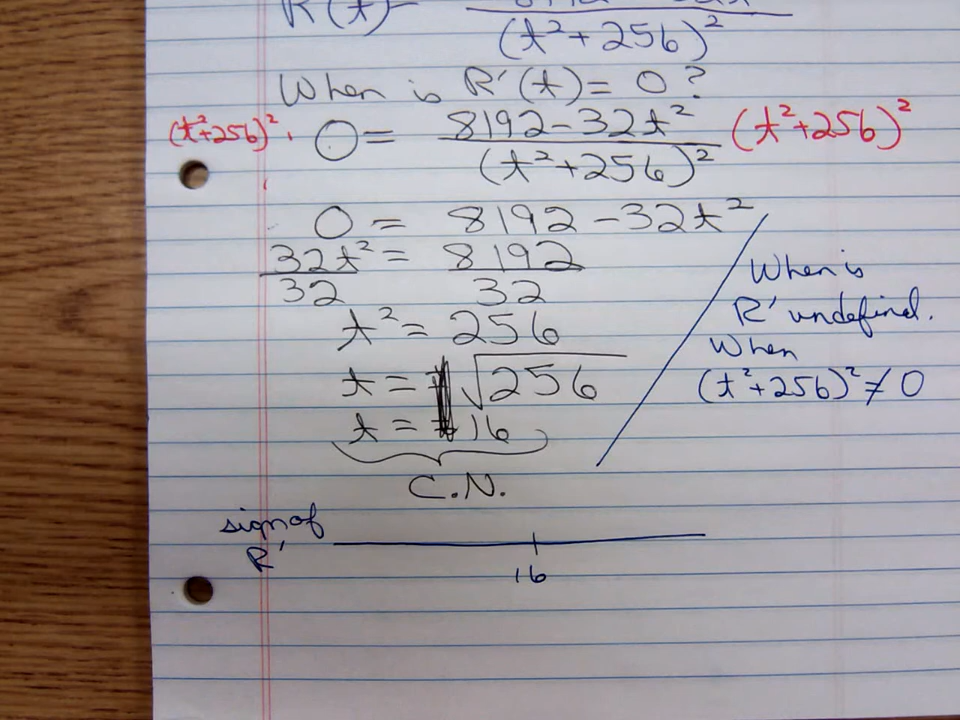 R'(t)=
(t²+256)²
When is R'(t) = 0?
(t²+256)² · 0 = 8192-32t² / (t²+256)² (t²+256)²
0 = 8192-32t²
32t² / 32 = 8192 / 32
t² = 256
t = √256
t = 16
C.N.
When is
R' undefined.
When
(t²+256)² ≠ 0
sign of
R'
16